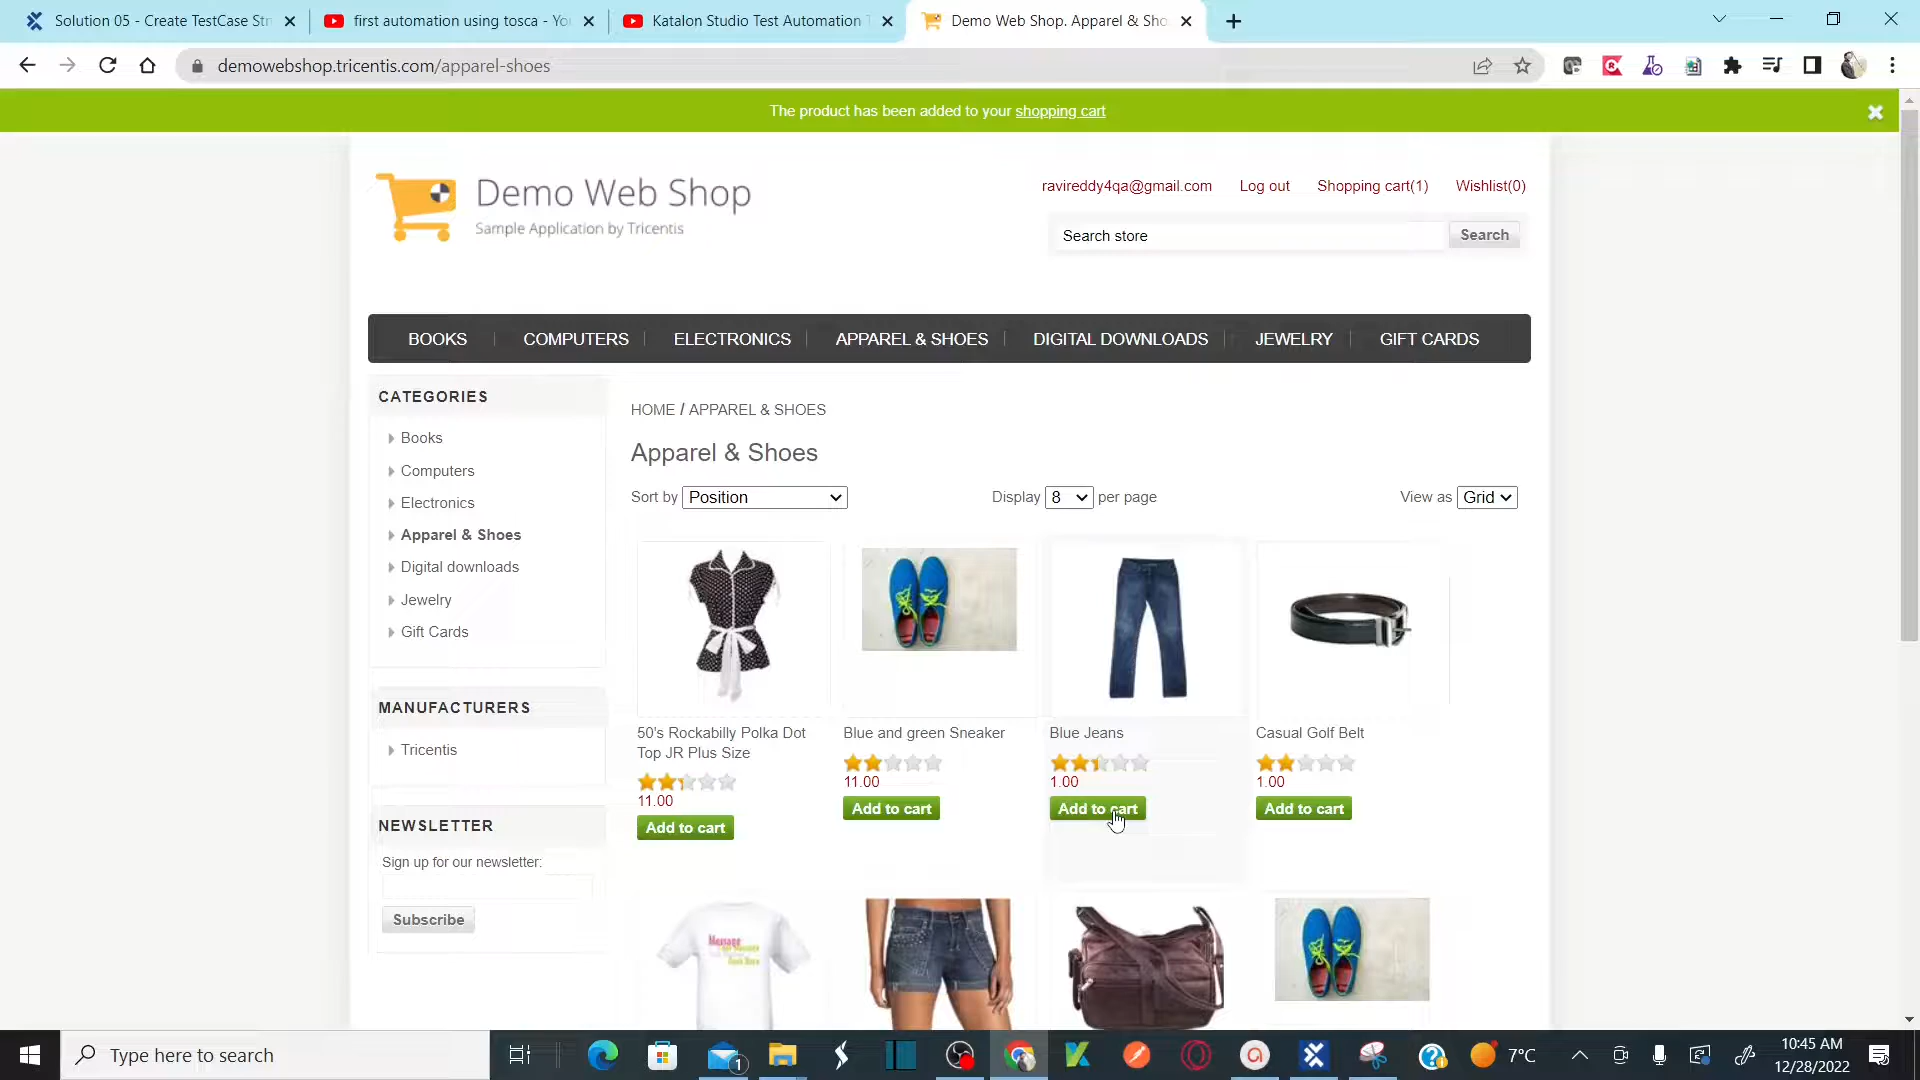 Solution 05 - Create TestCase Str
first automation using tosca - Yo
Katalon Studio Test Automation T
Demo Web Shop. Apparel & Sho
demowebshop.tricentis.com/apparel-shoes
The product has been added to your shopping cart
Demo Web Shop
Sample Application by Tricentis
ravireddy4qa@gmail.com Log out Shopping cart(1) Wishlist(0)
Search store Search
BOOKS COMPUTERS ELECTRONICS APPAREL & SHOES DIGITAL DOWNLOADS JEWELRY GIFT CARDS
CATEGORIES
Books
Computers
Electronics
Apparel & Shoes
Digital downloads
Jewelry
Gift Cards
MANUFACTURERS
Tricentis
NEWSLETTER
Sign up for our newsletter:
Subscribe
HOME / APPAREL & SHOES
Apparel & Shoes
Sort by Position Display 8 per page View as Grid
50's Rockabilly Polka Dot
Top JR Plus Size
11.00
Add to cart
Blue and green Sneaker
11.00
Add to cart
Blue Jeans
1.00
Add to cart
Casual Golf Belt
1.00
Add to cart
Type here to search
1
7°C
10:45 AM
12/28/2022